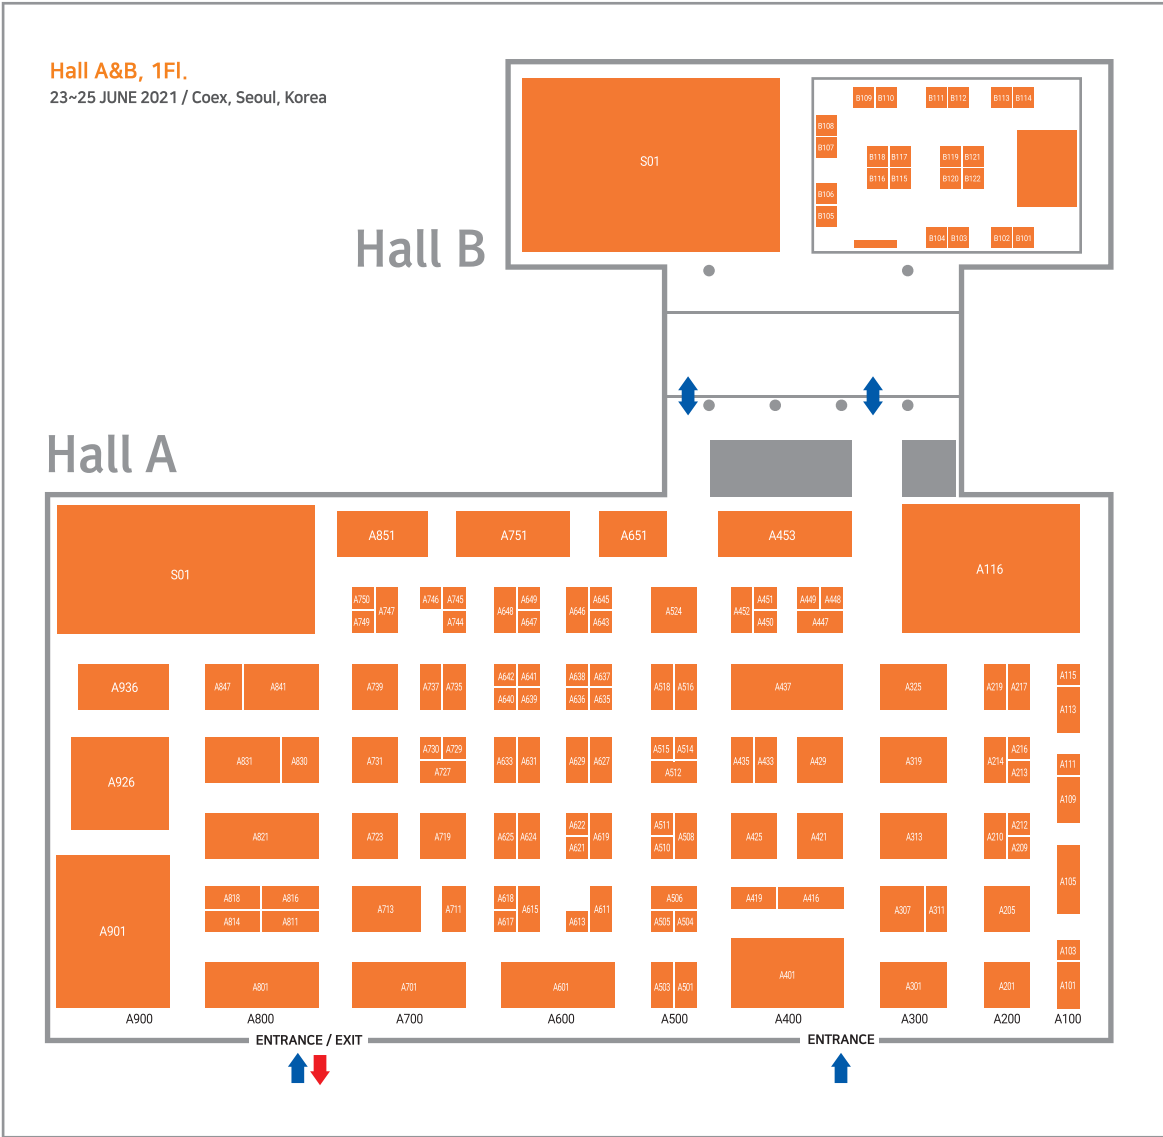 Hall A&B, 1Fl.
23~25 JUNE 2021 / Coex, Seoul, Korea
S01
B109 B110 B111 B112 B113 B114
B108
B107
B118 B117 B119 B121
B116 B115 B120 B122
B106
B105
B104 B103 B102 B101
Hall B
Hall A
S01
A851 A751 A651 A453
A116
A750 A747 A746 A745 A648 A649 A646 A645 A524 A452 A451 A449 A448
A749 A744 A647 A643 A450 A447
A936 A847 A841 A739 A737 A735 A642 A641 A638 A637 A518 A516 A437 A325 A219 A217 A115
A640 A639 A636 A635 A113
A926 A831 A830 A731 A730 A729 A633 A631 A629 A627 A515 A514 A435 A433 A429 A319 A214 A216 A111
A727 A512 A213 A109
A821 A723 A719 A625 A624 A622 A619 A511 A508 A425 A421 A313 A210 A212
A621 A510 A209
A901 A818 A816 A713 A711 A618 A615 A611 A506 A419 A416 A307 A311 A205 A105
A814 A811 A617 A613 A505 A504
A103
A801 A701 A601 A503 A501 A401 A301 A201 A101
A900 A800 A700 A600 A500 A400 A300 A200 A100
ENTRANCE / EXIT ENTRANCE